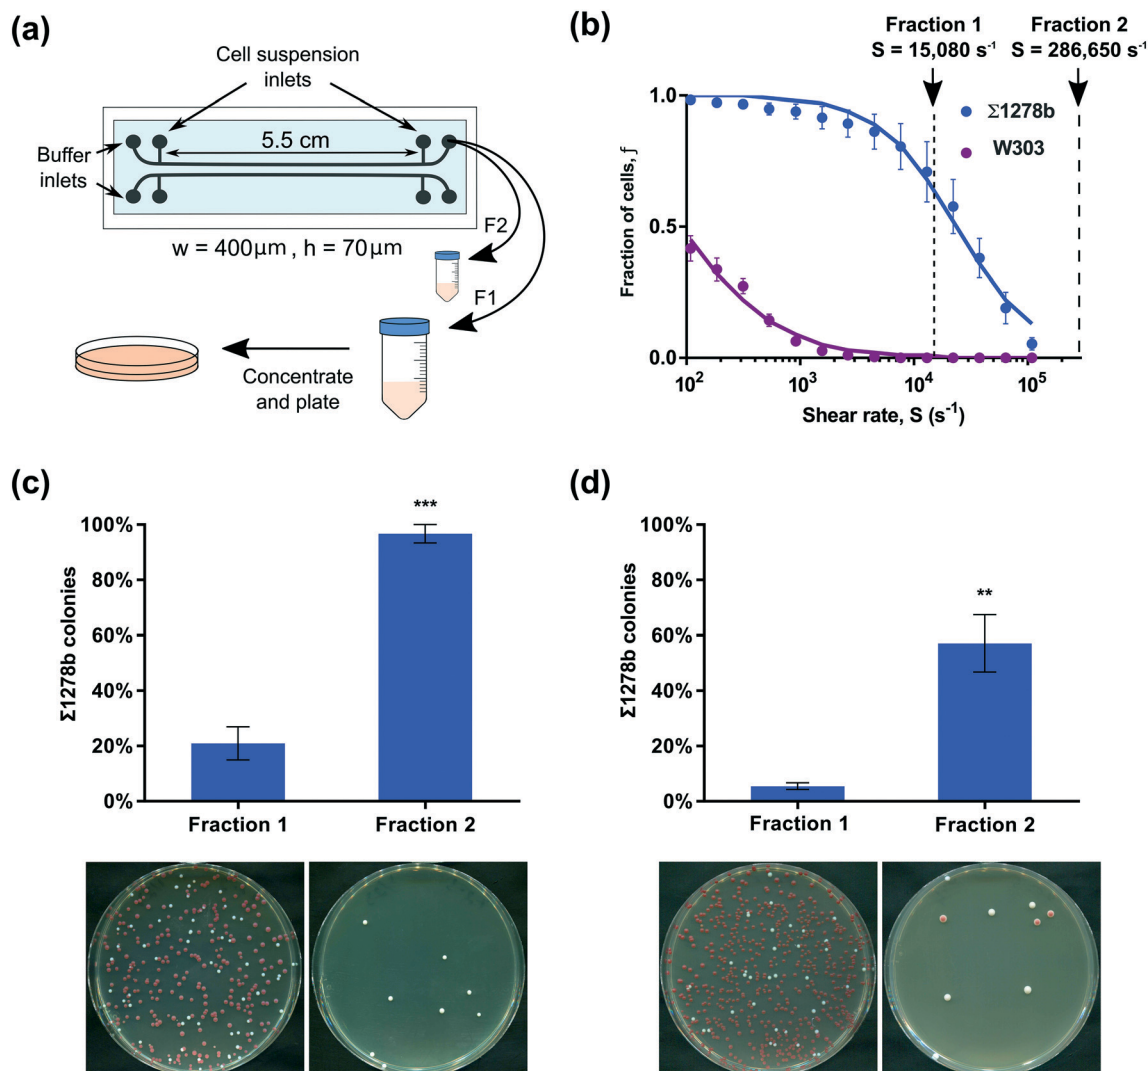 (a)
Cell suspension
inlets
5.5 cm
Buffer
inlets
w = 400μm , h = 70μm
F2
F1
Concentrate
and plate
(b)
Fraction 1
S = 15,080 s⁻¹
Fraction 2
S = 286,650 s⁻¹
Σ1278b
W303
Fraction of cells, ƒ
1.0
0.5
0.0
10²
10³
10⁴
10⁵
Shear rate, S (s⁻¹)
(c)
***
Σ1278b colonies
100%
80%
60%
40%
20%
0%
Fraction 1
Fraction 2
(d)
**
Σ1278b colonies
100%
80%
60%
40%
20%
0%
Fraction 1
Fraction 2